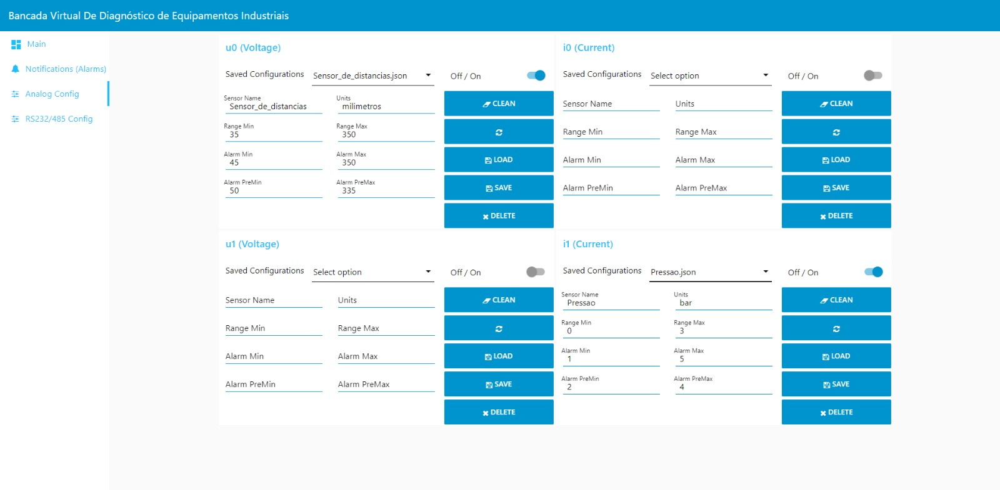 Bancada Virtual De Diagnóstico de Equipamentos Industriais
Main
Notifications (Alarms)
Analog Config
RS232/485 Config
u0 (Voltage)
Saved Configurations Sensor_de_distancias.json Off / On
Sensor Name Units
Sensor_de_distancias milimetros CLEAN
Range Min Range Max
35 350
Alarm Min Alarm Max
45 350 LOAD
Alarm PreMin Alarm PreMax
50 335 SAVE
DELETE
i0 (Current)
Saved Configurations Select option Off / On
Sensor Name Units CLEAN
Range Min Range Max
Alarm Min Alarm Max LOAD
Alarm PreMin Alarm PreMax SAVE
DELETE
u1 (Voltage)
Saved Configurations Select option Off / On
Sensor Name Units CLEAN
Range Min Range Max
Alarm Min Alarm Max LOAD
Alarm PreMin Alarm PreMax SAVE
DELETE
i1 (Current)
Saved Configurations Pressao.json Off / On
Sensor Name Units
Pressao bar CLEAN
Range Min Range Max
0 3
Alarm Min Alarm Max
1 5 LOAD
Alarm PreMin Alarm PreMax
2 4 SAVE
DELETE